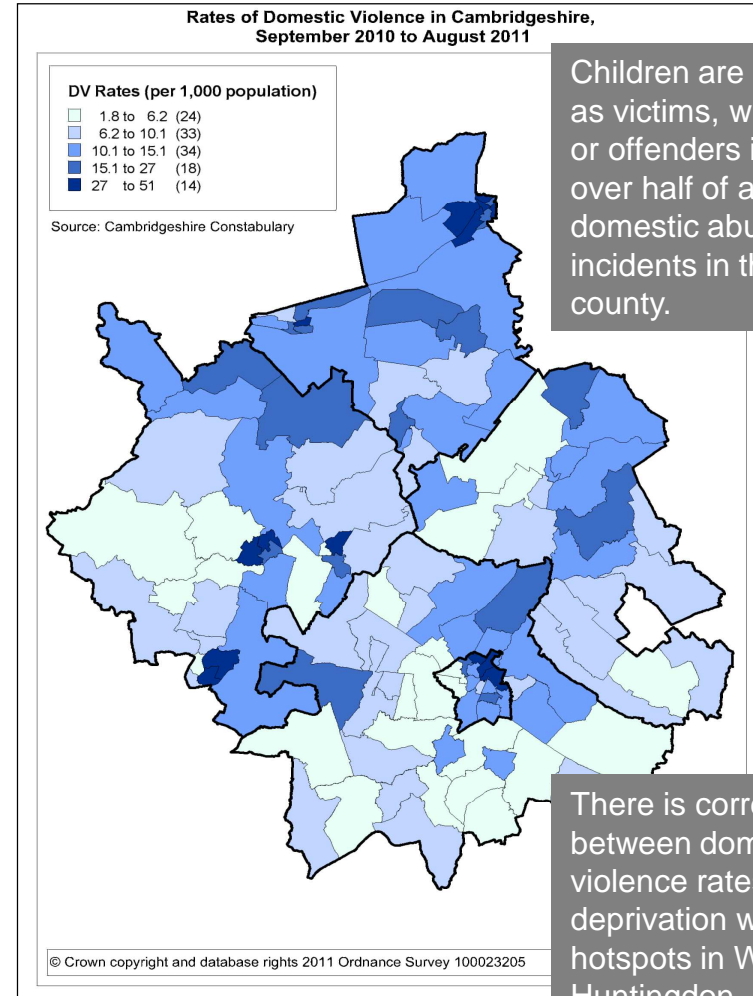 Rates of Domestic Violence in Cambridgeshire,
September 2010 to August 2011
DV Rates (per 1,000 population)
1.8 to 6.2 (24)
6.2 to 10.1 (33)
10.1 to 15.1 (34)
15.1 to 27 (18)
27 to 51 (14)
Source: Cambridgeshire Constabulary
Children are
as victims, w
or offenders i
over half of a
domestic abu
incidents in th
county.
There is corre
between dom
violence rate
deprivation w
hotspots in W
© Crown copyright and database rights 2011 Ordnance Survey 100023205